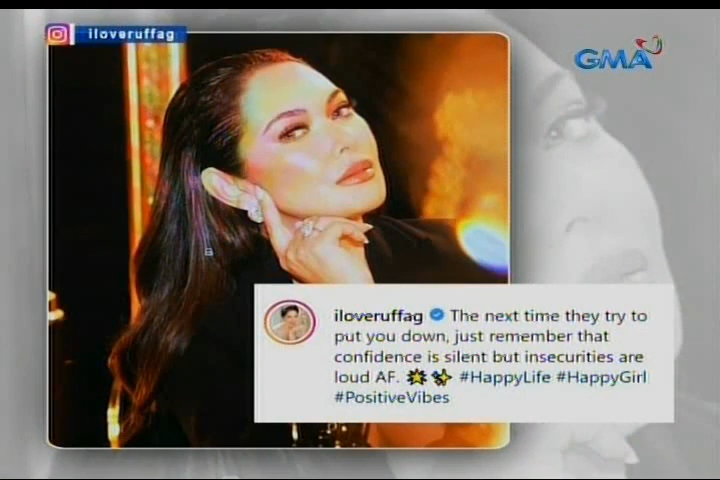 iloveruffag
GMA
iloveruffag The next time they try to
put you down, just remember that
confidence is silent but insecurities are
loud AF. 🌟✨ #HappyLife #HappyGirl
#PositiveVibes